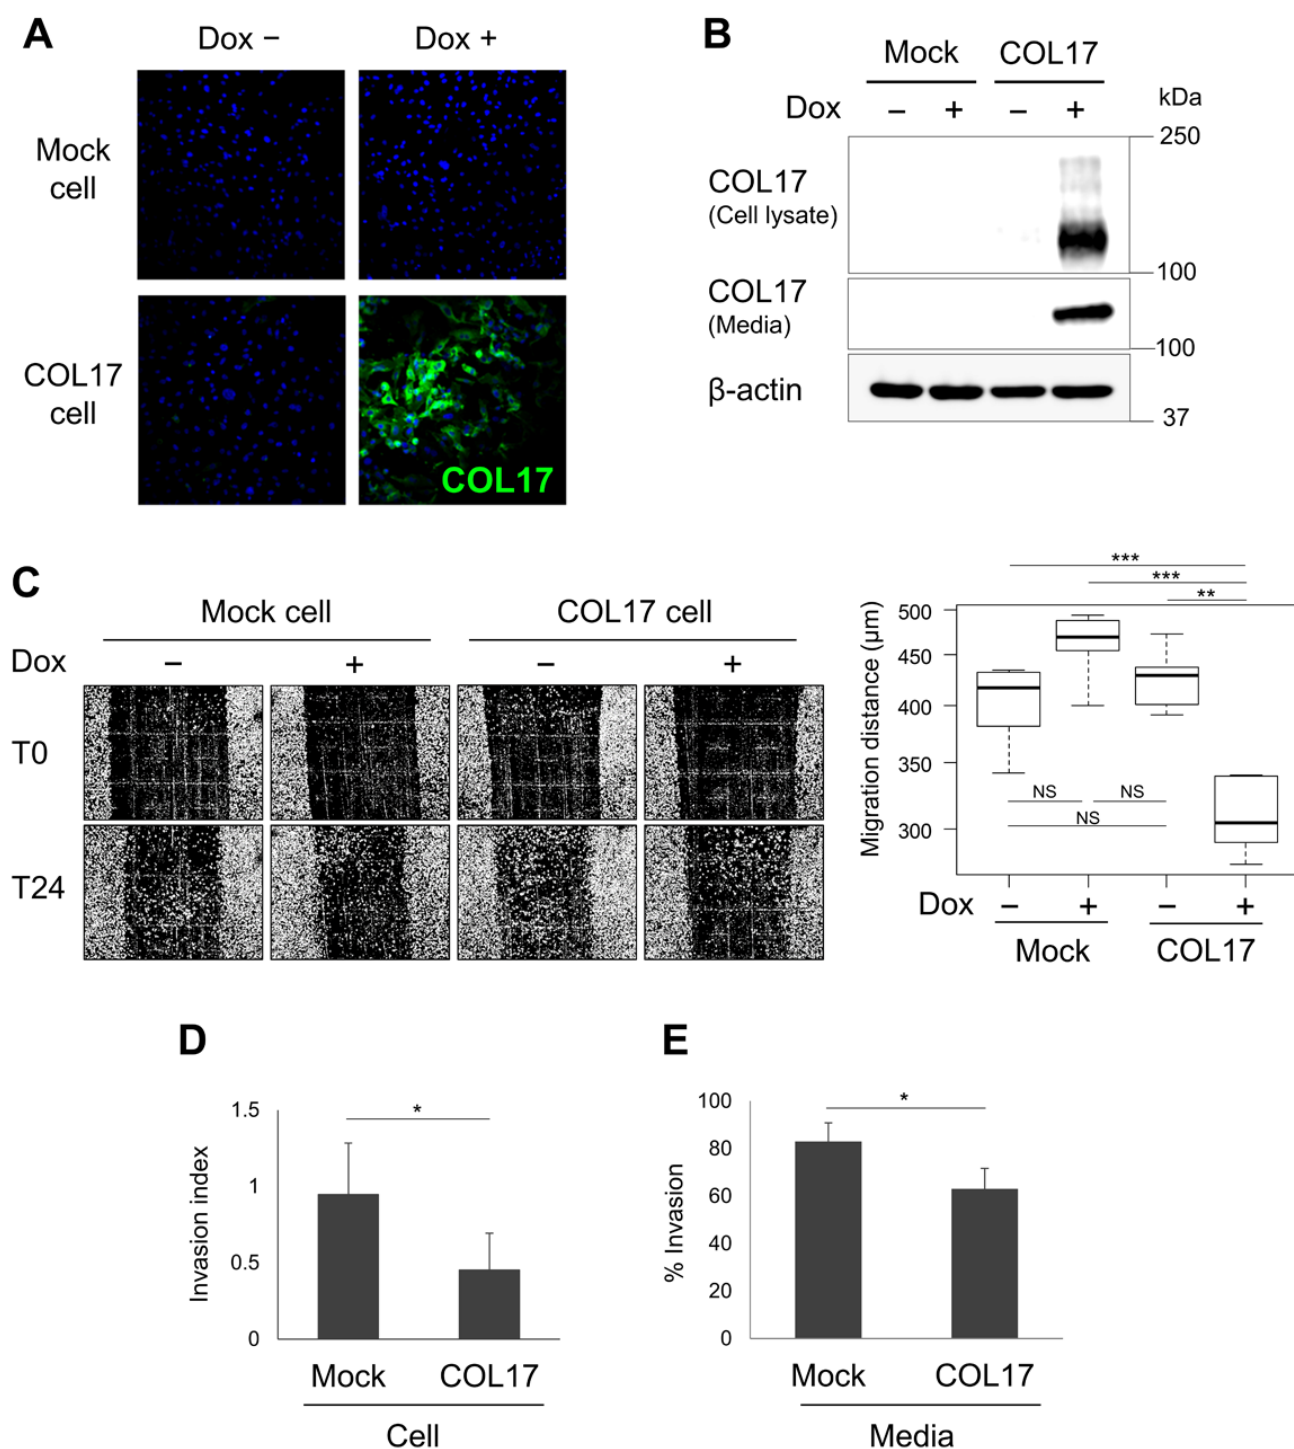 A
Dox − Dox +
Mock
cell
COL17
cell
COL17
B
Mock COL17
Dox − + − + kDa
250
COL17
(Cell lysate)
100
COL17
(Media)
100
β-actin
37
C
Mock cell COL17 cell
Dox − + − +
T0
T24
***
***
**
Migration distance (µm)
500
450
400
350
300
NS NS
NS
Dox − + − +
Mock COL17
D
Invasion index
1.5
1
0.5
0
*
Mock COL17
Cell
E
% Invasion
100
80
60
40
20
0
*
Mock COL17
Media